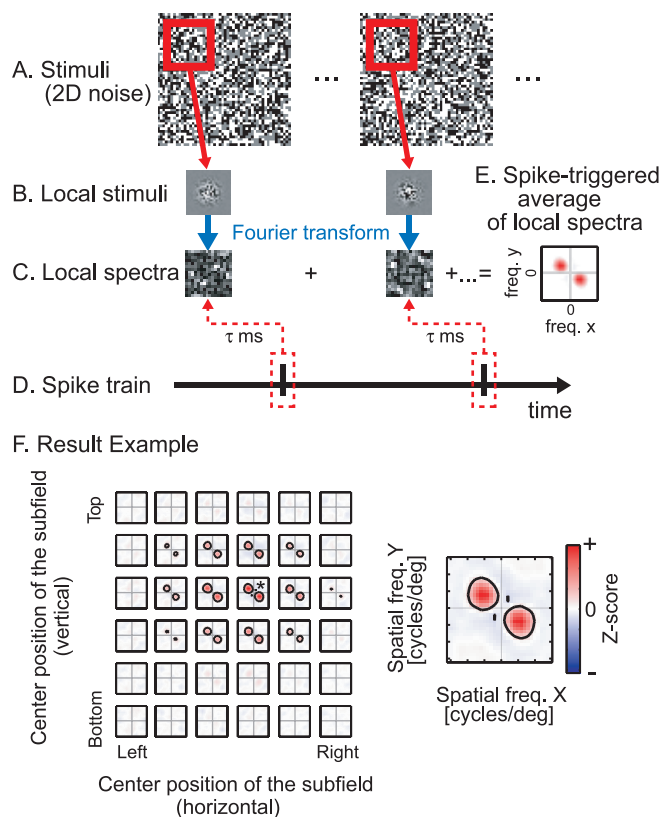 A. Stimuli
(2D noise)
...
...
B. Local stimuli
E. Spike-triggered
average
of local spectra
Fourier transform
C. Local spectra
+
+...=
freq. y
0
0
freq. x
τ ms
τ ms
D. Spike train
time
F. Result Example
Center position of the subfield
(vertical)
Top
Bottom
*
Left
Right
Center position of the subfield
(horizontal)
Spatial freq. Y
[cycles/deg]
Spatial freq. X
[cycles/deg]
+
0
-
Z-score